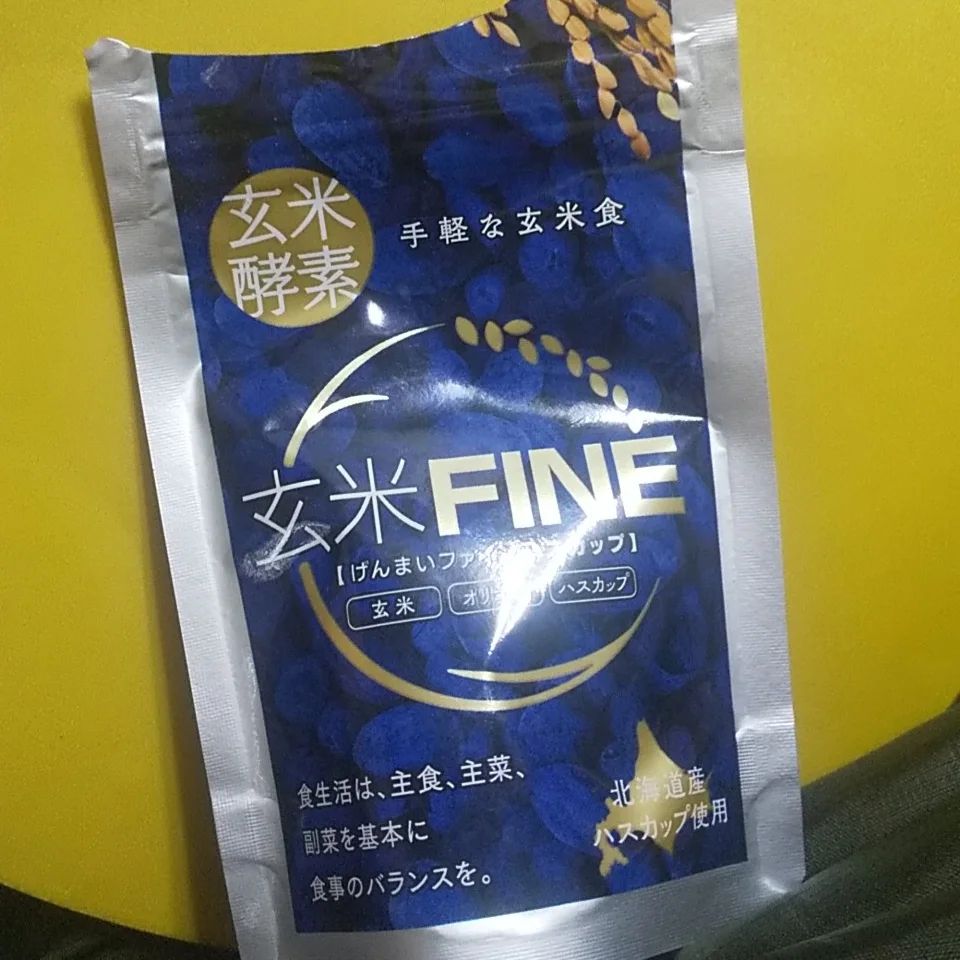 玄米
酵素
手軽な玄米食
玄米FINE
【げんまいファイ カップ】
玄米
オリ
ハスカップ
食生活は、主食、主菜、
副菜を基本に
食事のバランスを。
北海道産
ハスカップ使用